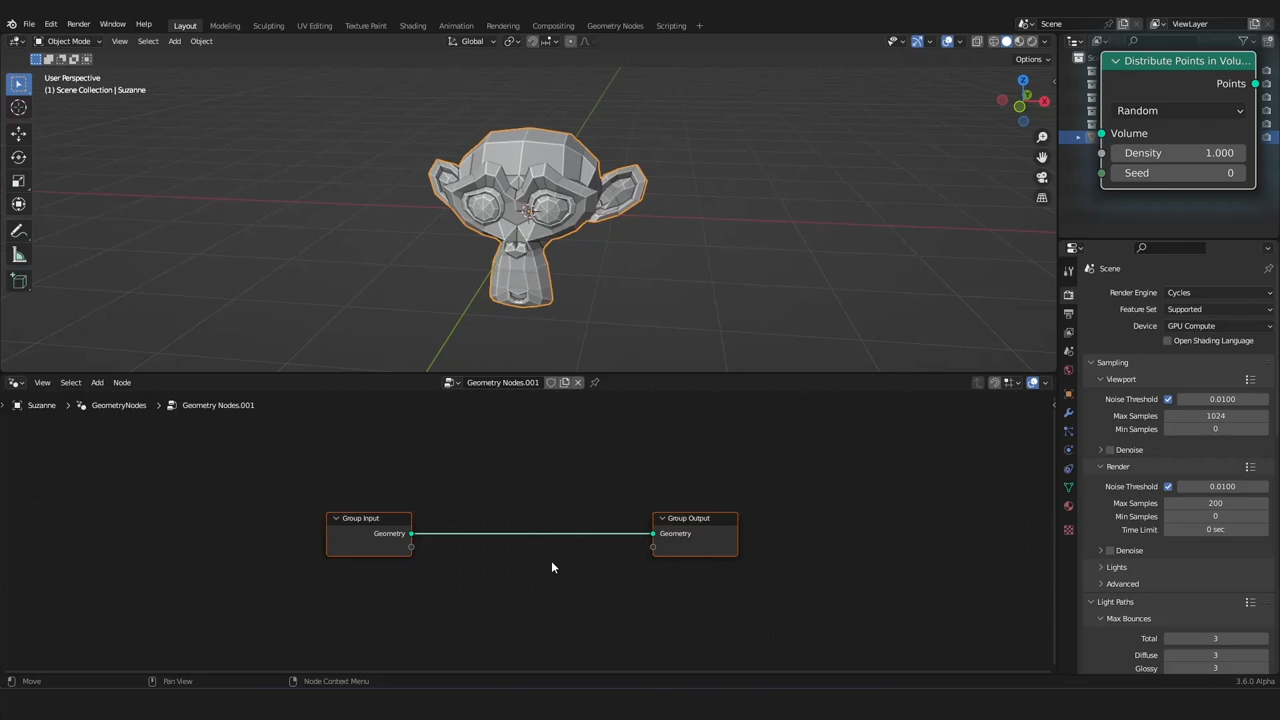 File Edit Render Window Help Layout Modeling Sculpting UV Editing Texture Paint Shading Animation Rendering Compositing Geometry Nodes Scripting + Scene ViewLayer
Object Mode View Select Add Object Global
Options
User Perspective
(1) Scene Collection | Suzanne
Z
Y
X
Distribute Points in Volu...
Points
Random
Volume
Density 1.000
Seed 0
Scene
Render Engine Cycles
Feature Set Supported
Device GPU Compute
Open Shading Language
Sampling
Viewport
Noise Threshold 0.0100
Max Samples 1024
Min Samples 0
Denoise
Render
Noise Threshold 0.0100
Max Samples 200
Min Samples 0
Time Limit 0 sec
Denoise
Lights
Advanced
Light Paths
Max Bounces
Total 3
Diffuse 3
Glossy 3
View Select Add Node Geometry Nodes.001
Suzanne GeometryNodes Geometry Nodes.001
Group Input
Geometry
Group Output
Geometry
Move Pan View Node Context Menu 3.6.0 Alpha